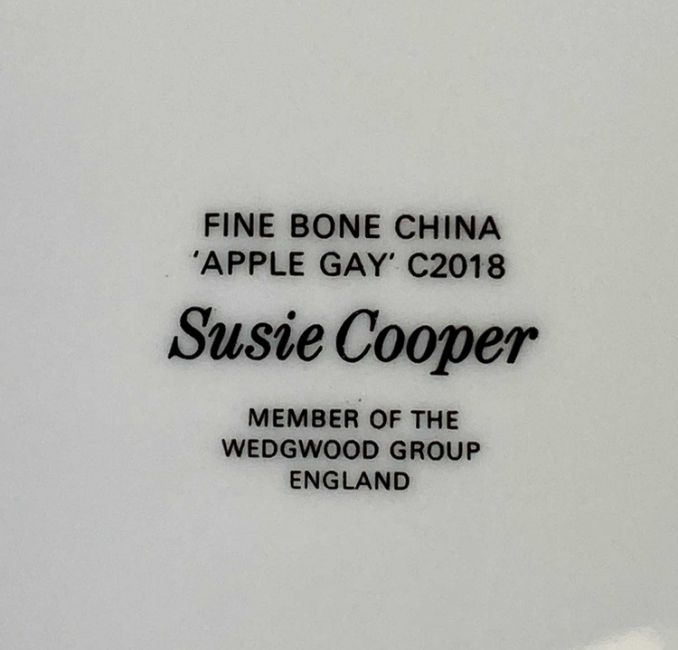 FINE BONE CHINA
'APPLE GAY' C2018
Susie Cooper
MEMBER OF THE
WEDGWOOD GROUP
ENGLAND